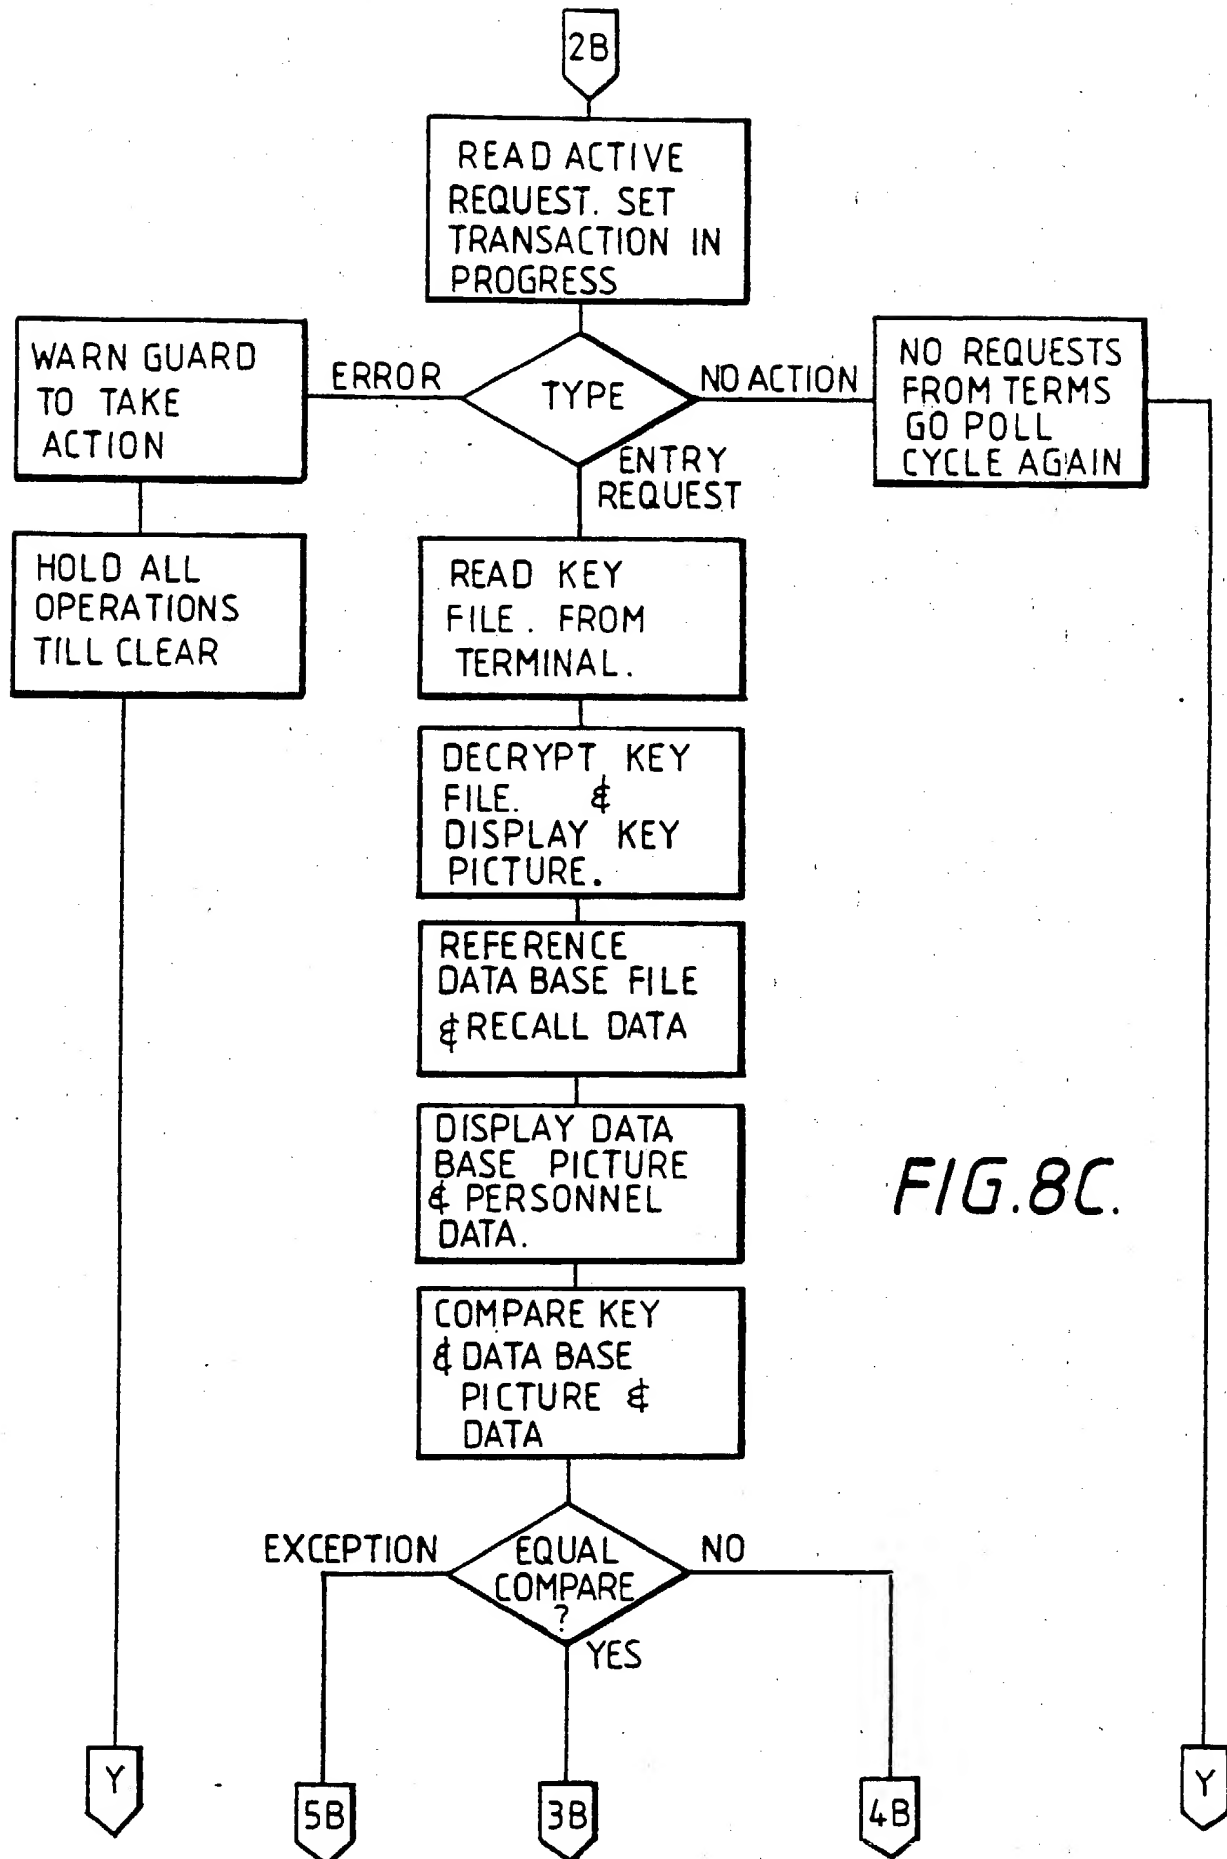 2B
READ ACTIVE
REQUEST. SET
TRANSACTION IN
PROGRESS
WARN GUARD
TO TAKE
ACTION
ERROR
TYPE
NO ACTION
NO REQUESTS
FROM TERMS
GO POLL
CYCLE AGAIN
ENTRY
REQUEST
HOLD ALL
OPERATIONS
TILL CLEAR
READ KEY
FILE. FROM
TERMINAL.
DECRYPT KEY
FILE. &
DISPLAY KEY
PICTURE.
REFERENCE
DATA BASE FILE
& RECALL DATA
DISPLAY DATA
BASE PICTURE
& PERSONNEL
DATA.
FIG.8C.
COMPARE KEY
& DATA BASE
PICTURE &
DATA
EXCEPTION
EQUAL
COMPARE
?
NO
YES
Y
5B
3B
4B
Y